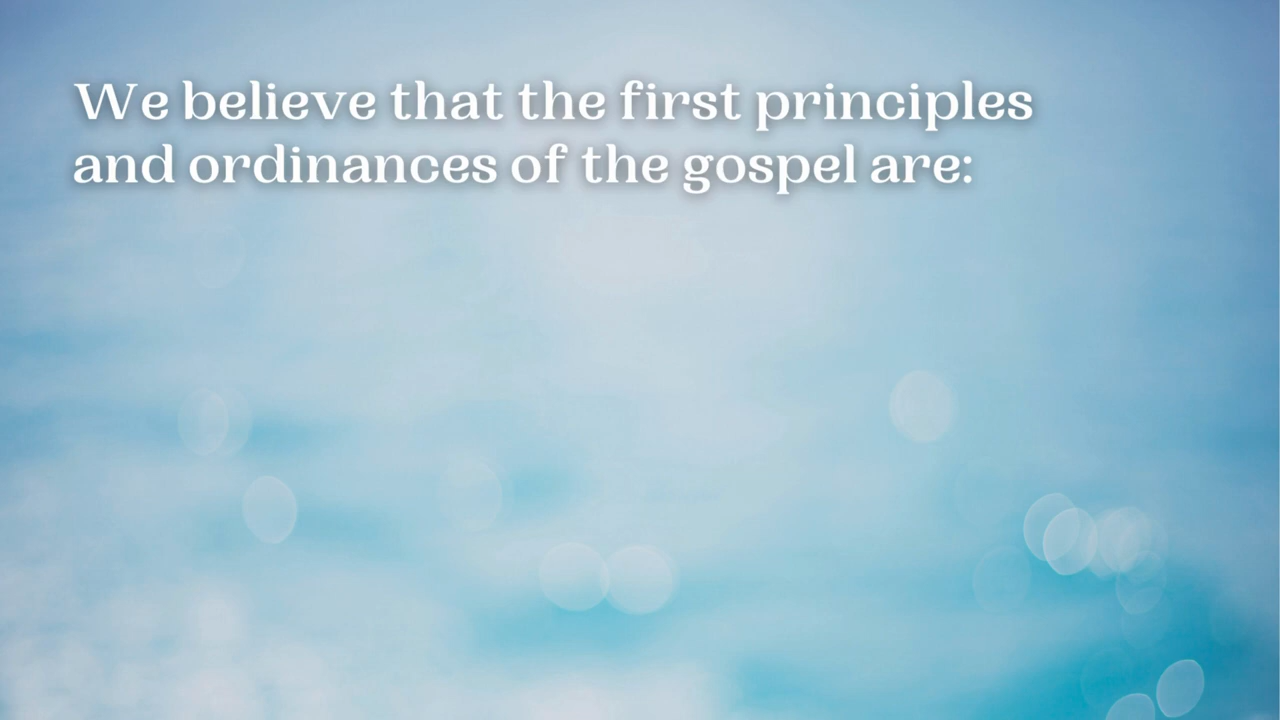 We believe that the first principles
and ordinances of the gospel are: